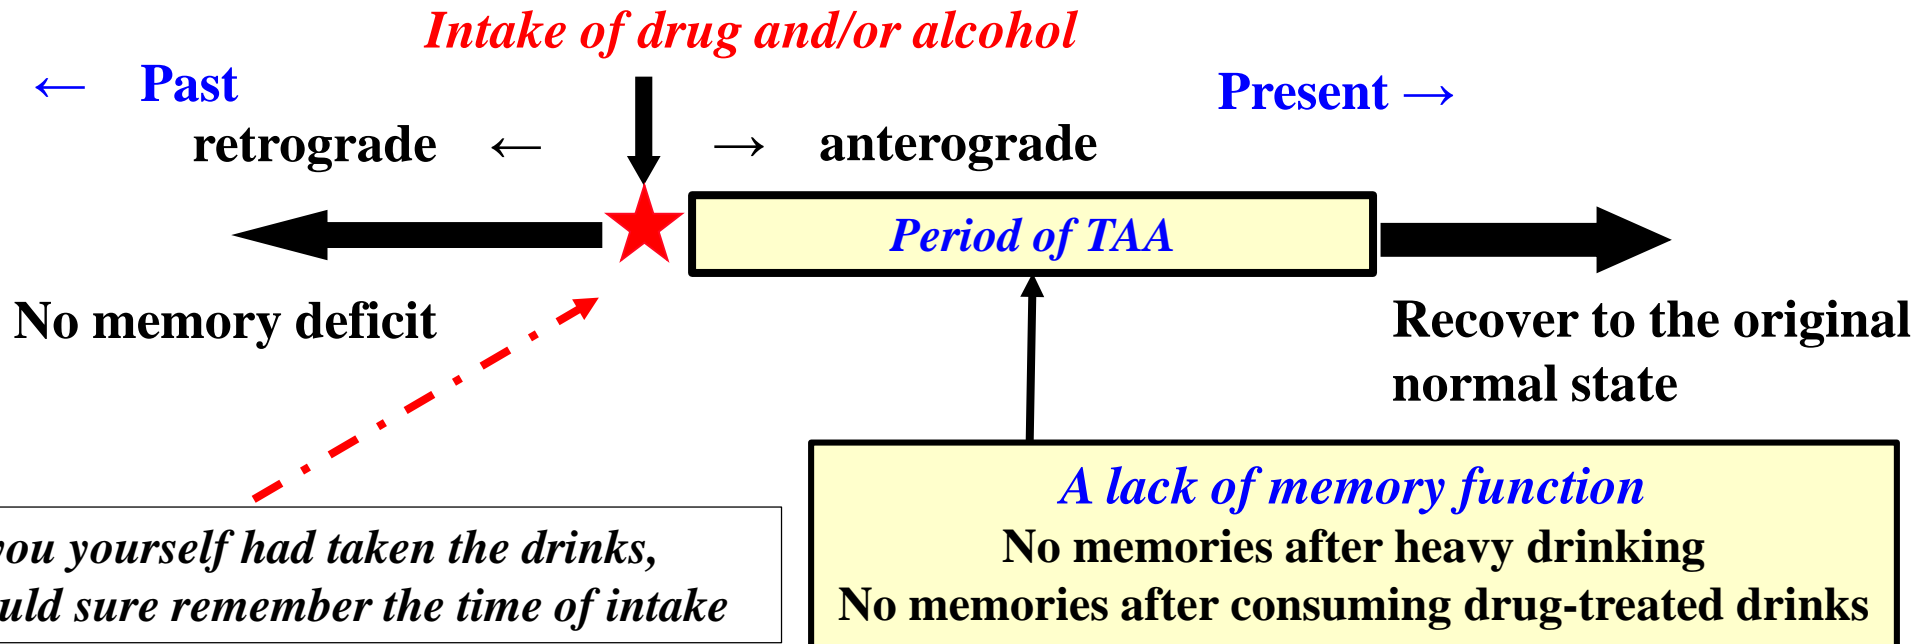 Intake of drug and/or alcohol
← Past
Present →
retrograde ← → anterograde
Period of TAA
No memory deficit
Recover to the original
normal state
you yourself had taken the drinks,
sure remember the time of intake
A lack of memory function
No memories after heavy drinking
No memories after consuming drug-treated drinks